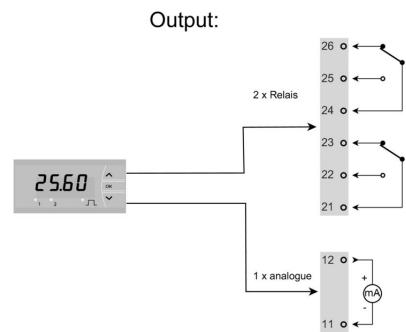 Output:
26
25
2 x Relais
24
23
25.60
OK
1 2
22
21
12
1 x analogue
+
mA
-
11